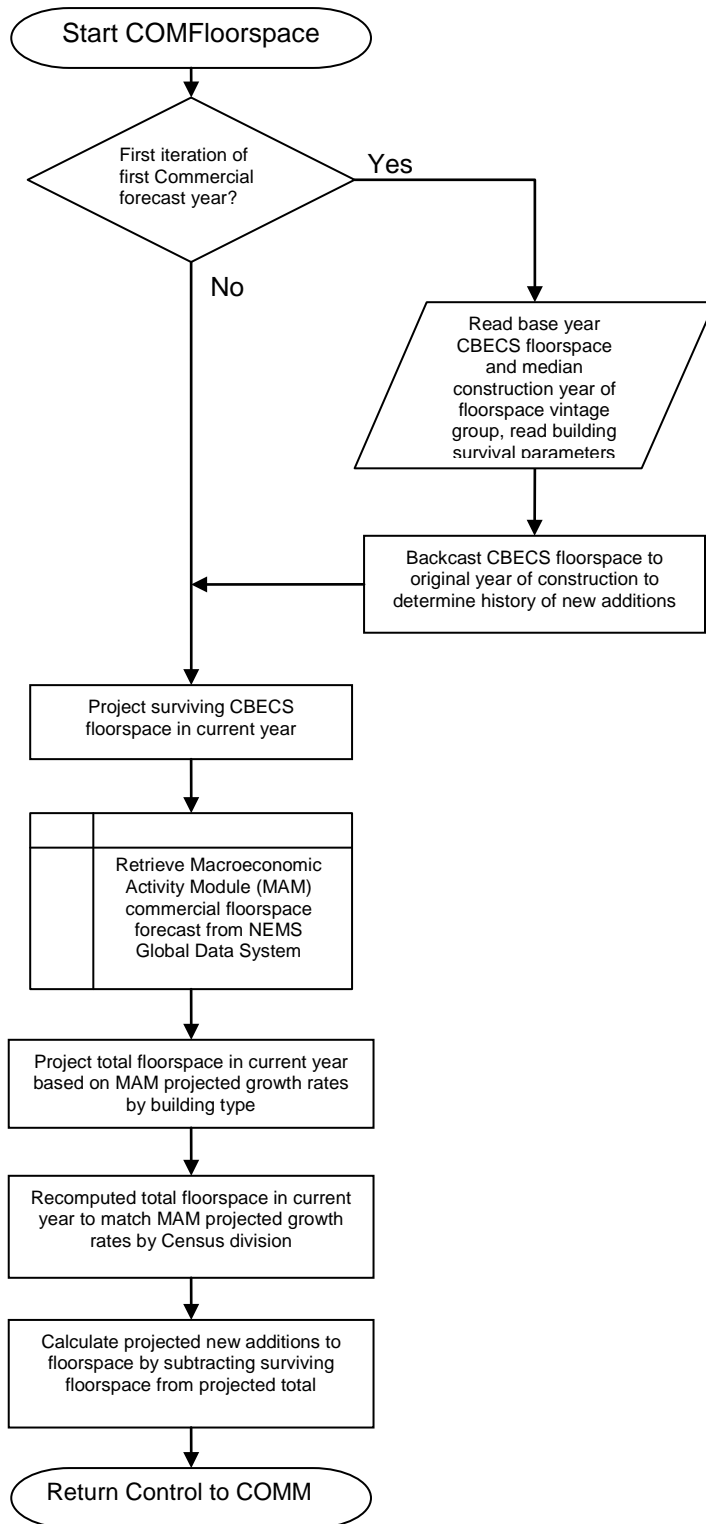 Start COMFloorspace
First iteration of
first Commercial
forecast year?
Yes
No
Read base year
CBECS floorspace
and median
construction year of
floorspace vintage
group, read building
survival parameters
Backcast CBECS floorspace to
original year of construction to
determine history of new additions
Project surviving CBECS
floorspace in current year
Retrieve Macroeconomic
Activity Module (MAM)
commercial floorspace
forecast from NEMS
Global Data System
Project total floorspace in current year
based on MAM projected growth rates
by building type
Recomputed total floorspace in current
year to match MAM projected growth
rates by Census division
Calculate projected new additions to
floorspace by subtracting surviving
floorspace from projected total
Return Control to COMM